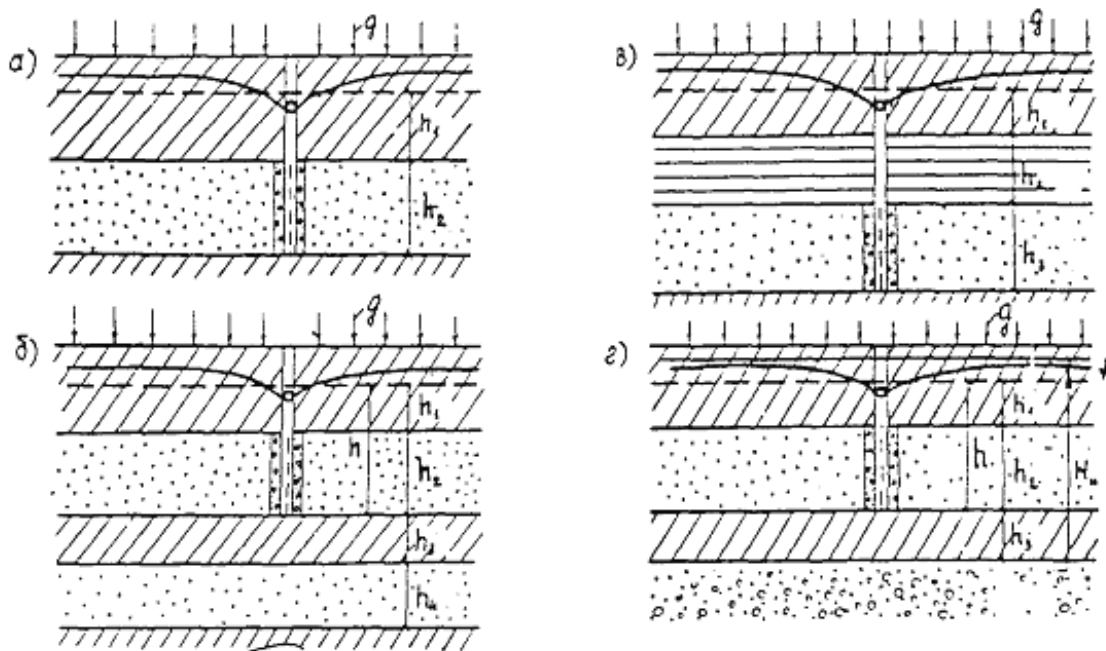 а)
g
h₁
h₂
б)
g
h₁
h
h₂
h₃
h₄
в)
g
h₁
h₂
h₃
г)
g
h₁
h
h₂
h₃